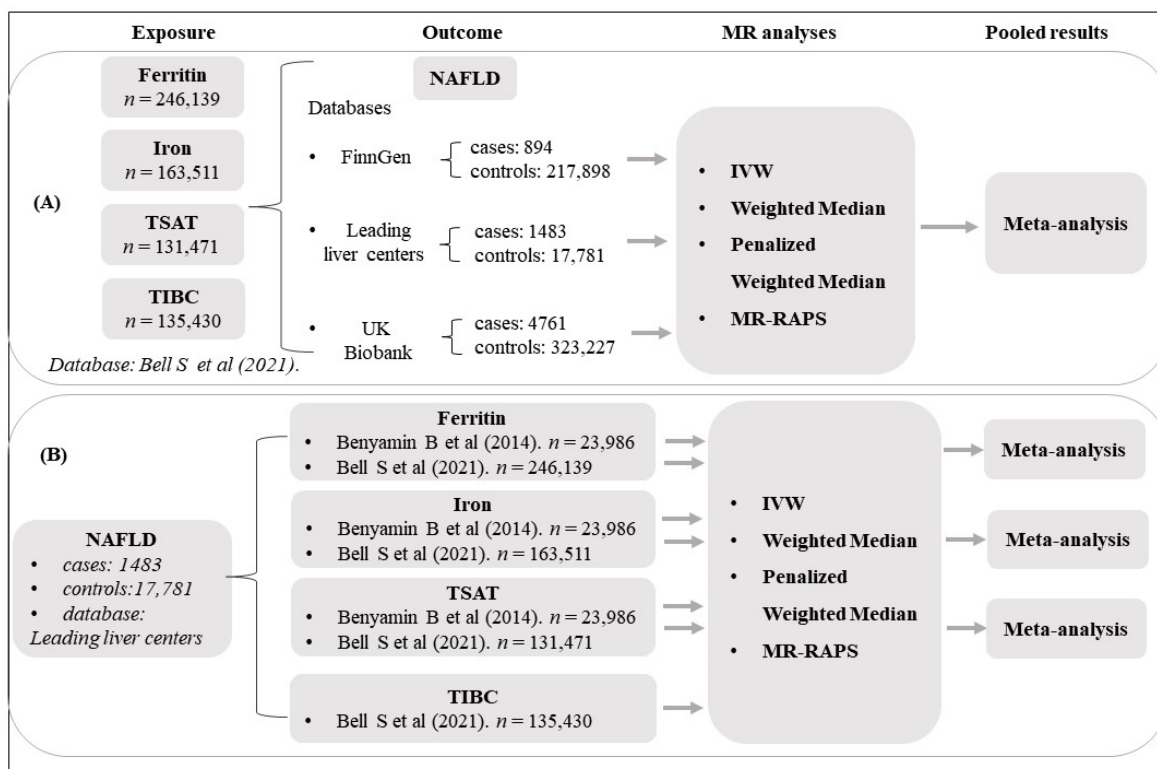 Exposure
Outcome
MR analyses
Pooled results
(A)
Ferritin
n = 246,139
Iron
n = 163,511
TSAT
n = 131,471
TIBC
n = 135,430
Database: Bell S et al (2021).
NAFLD
Databases
• FinnGen
cases: 894
controls: 217,898
• Leading
liver centers
cases: 1483
controls: 17,781
• UK
Biobank
cases: 4761
controls: 323,227
• IVW
• Weighted Median
• Penalized
Weighted Median
• MR-RAPS
Meta-analysis
(B)
NAFLD
• cases: 1483
• controls:17,781
• database:
Leading liver centers
Ferritin
• Benyamin B et al (2014). n = 23,986
• Bell S et al (2021). n = 246,139
Iron
• Benyamin B et al (2014). n = 23,986
• Bell S et al (2021). n = 163,511
TSAT
• Benyamin B et al (2014). n = 23,986
• Bell S et al (2021). n = 131,471
TIBC
• Bell S et al (2021). n = 135,430
• IVW
• Weighted Median
• Penalized
Weighted Median
• MR-RAPS
Meta-analysis
Meta-analysis
Meta-analysis